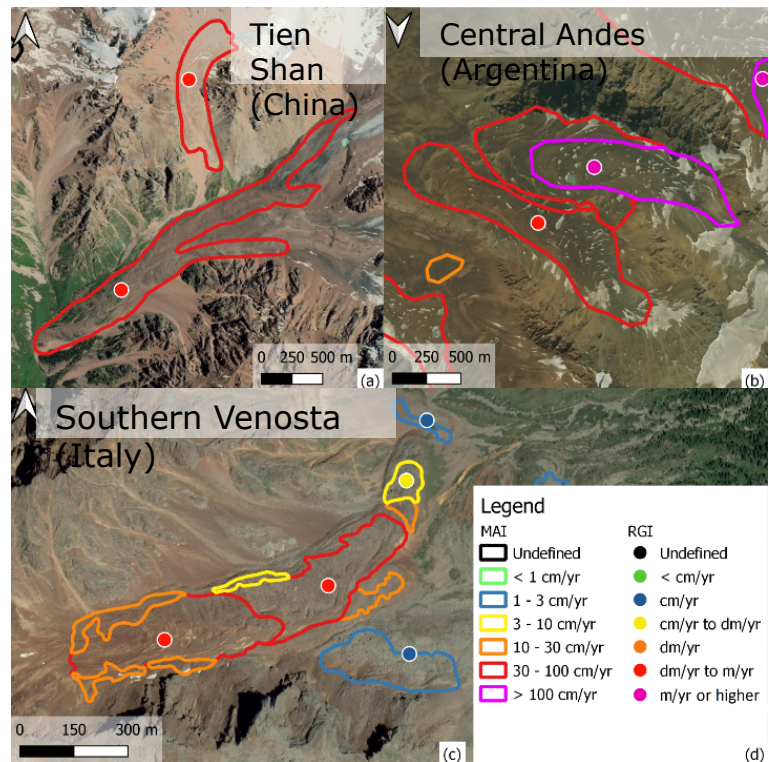 Tien
Shan
(China)
0 250 500 m
(a)
Central Andes
(Argentina)
0 250 500 m
(b)
Southern Venosta
(Italy)
0 150 300 m
(c)
Legend
MAI RGI
Undefined Undefined
< 1 cm/yr < cm/yr
1 - 3 cm/yr cm/yr
3 - 10 cm/yr cm/yr to dm/yr
10 - 30 cm/yr dm/yr
30 - 100 cm/yr dm/yr to m/yr
> 100 cm/yr m/yr or higher
(d)